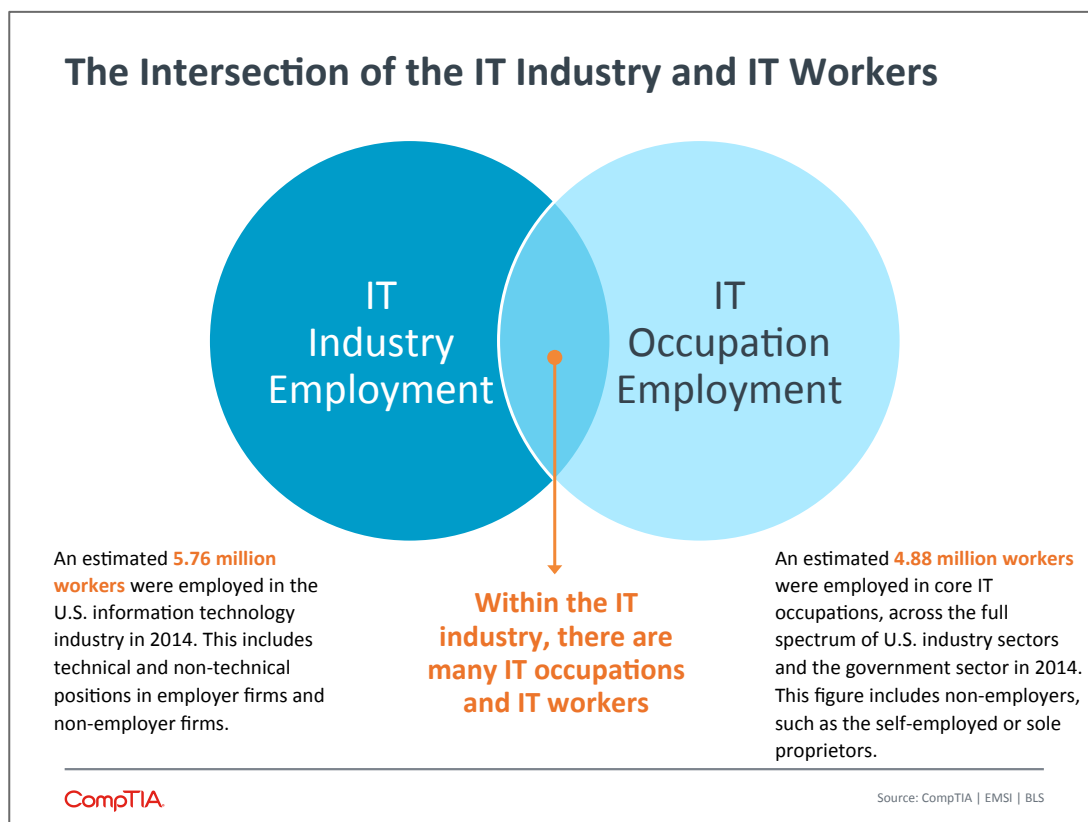 The Intersection of the IT Industry and IT Workers
IT
Industry
Employment
IT
Occupation
Employment
An estimated 5.76 million
workers were employed in the
U.S. information technology
industry in 2014. This includes
technical and non-technical
positions in employer firms and
non-employer firms.
Within the IT
industry, there are
many IT occupations
and IT workers
An estimated 4.88 million workers
were employed in core IT
occupations, across the full
spectrum of U.S. industry sectors
and the government sector in 2014.
This figure includes non-employers,
such as the self-employed or sole
proprietors.
CompTIA.
Source: CompTIA | EMSI | BLS